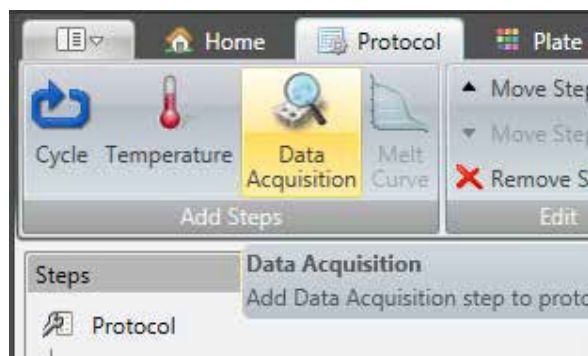 Home Protocol Plate
Cycle Temperature Data Acquisition Melt Curve
Move Step
Move Step
Remove S
Add Steps Edit
Steps
Data Acquisition
Add Data Acquisition step to proto
Protocol